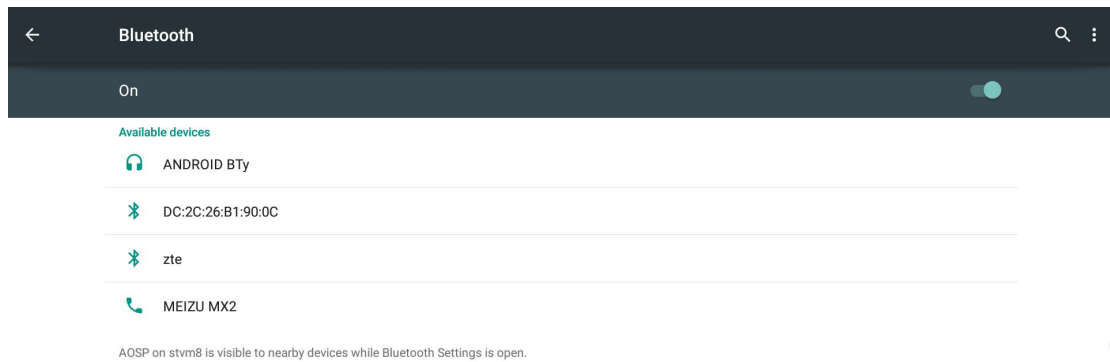 Bluetooth
On
Available devices
ANDROID BTy
DC:2C:26:B1:90:0C
zte
MEIZU MX2
AOSP on stvm8 is visible to nearby devices while Bluetooth Settings is open.